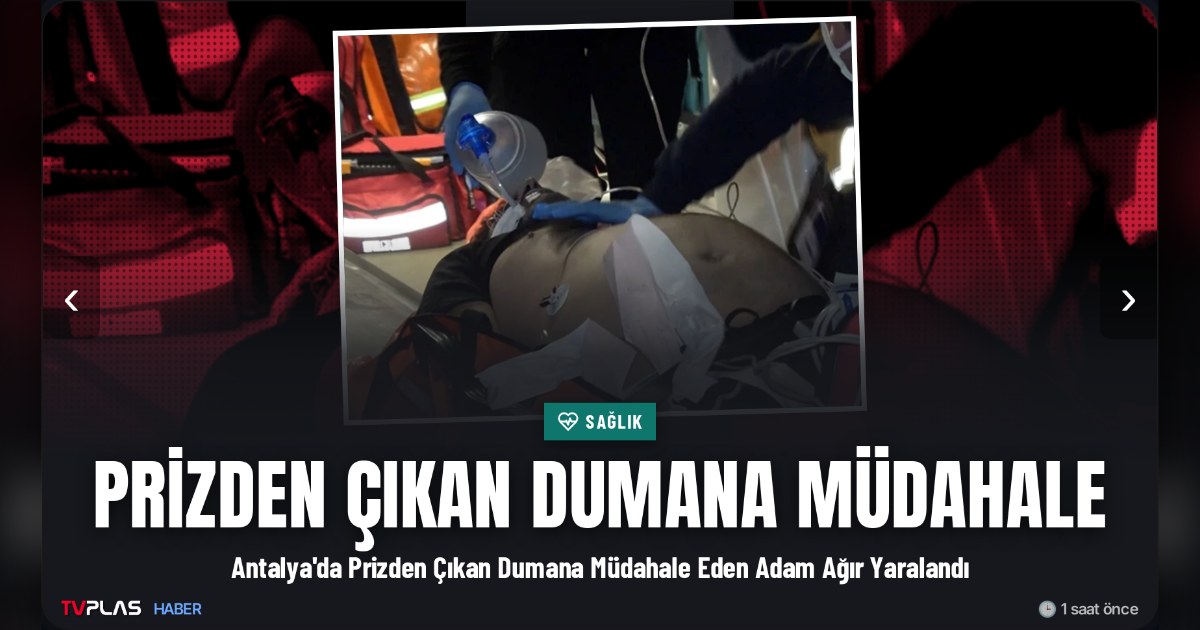 SAĞLIK
PRİZDEN ÇIKAN DUMANA MÜDAHALE
Antalya'da Prizden Çıkan Dumana Müdahale Eden Adam Ağır Yaralandı
TVPLAS HABER
1 saat önce